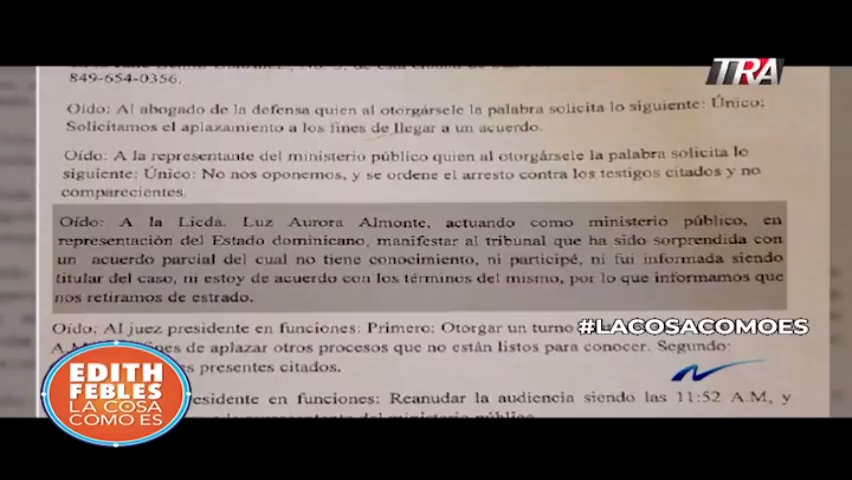 TRA
849-654-0356.
Oído: Al abogado de la defensa quien al otorgársele la palabra solicita lo siguiente: Único:
Solicitamos el aplazamiento a los fines de llegar a un acuerdo.
Oído: A la representante del ministerio público quien al otorgársele la palabra solicita lo
siguiente: Único: No nos oponemos, y se ordene el arresto contra los testigos citados y no
comparecientes.
Oído: A la Licda. Luz Aurora Almonte, actuando como ministerio público, en
representación del Estado dominicano, manifestar al tribunal que ha sido sorprendida con
un acuerdo parcial del cual no tiene conocimiento, ni participé, ni fui informada siendo
titular del caso, ni estoy de acuerdo con los términos del mismo, por lo que informamos que
nos retiramos de estrado.
Oído: Al juez presidente en funciones: Primero: Otorgar un turno
#LACOSACOMOES
A.M. fines de aplazar otros procesos que no están listos para conocer. Segundo:
es presentes citados.
residente en funciones: Reanudar la audiencia siendo las 11:52 A.M, y
EDITH
FEBLES
LA COSA
COMO ES